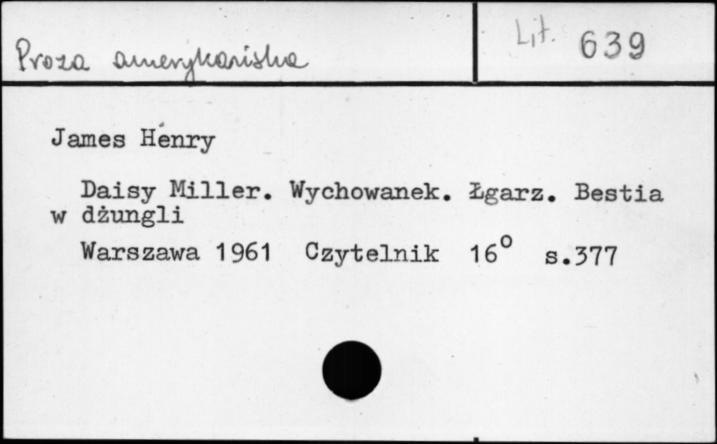 Proza amerykańska
Lit. 639
James Henry
Daisy Miller. Wychowanek. Łgarz. Bestia
w dżungli
Warszawa 1961 Czytelnik 16° s.377